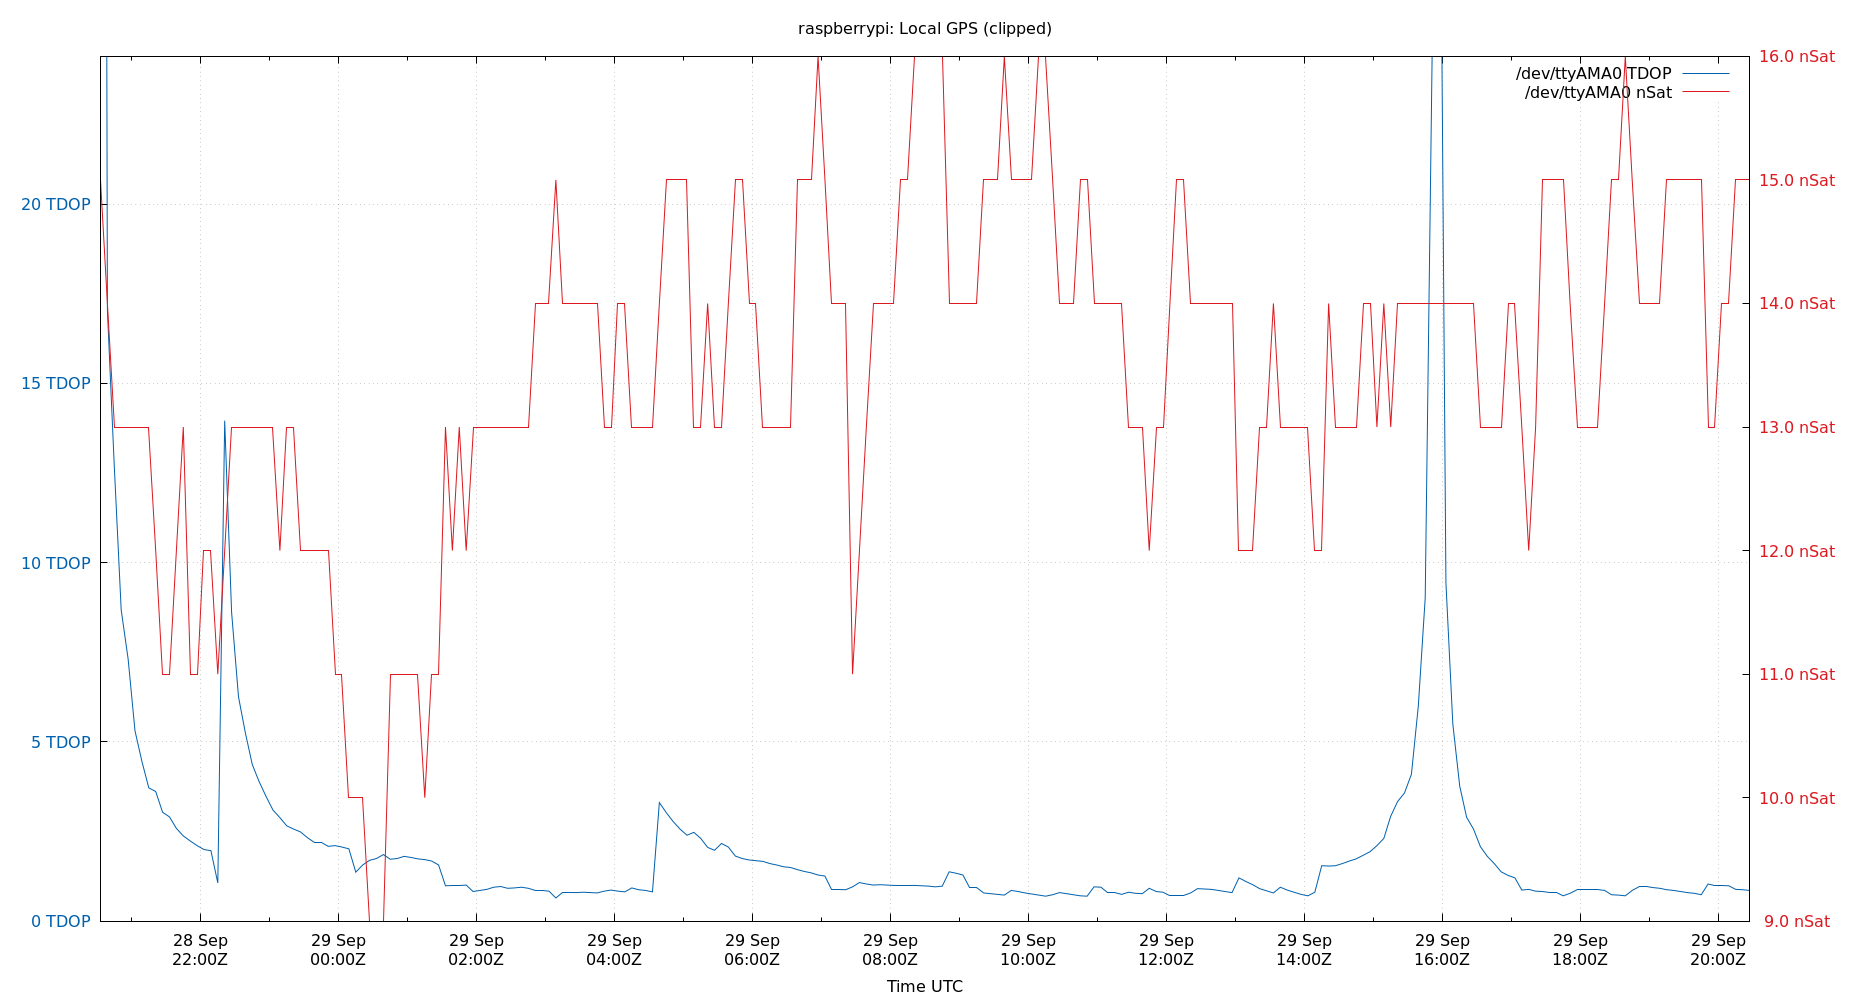 raspberrypi: Local GPS (clipped)
/dev/ttyAMA0 TDOP
/dev/ttyAMA0 nSat
20 TDOP
15 TDOP
10 TDOP
5 TDOP
0 TDOP
16.0 nSat
15.0 nSat
14.0 nSat
13.0 nSat
12.0 nSat
11.0 nSat
10.0 nSat
9.0 nSat
28 Sep
22:00Z
29 Sep
00:00Z
29 Sep
02:00Z
29 Sep
04:00Z
29 Sep
06:00Z
29 Sep
08:00Z
29 Sep
10:00Z
29 Sep
12:00Z
29 Sep
14:00Z
29 Sep
16:00Z
29 Sep
18:00Z
29 Sep
20:00Z
Time UTC